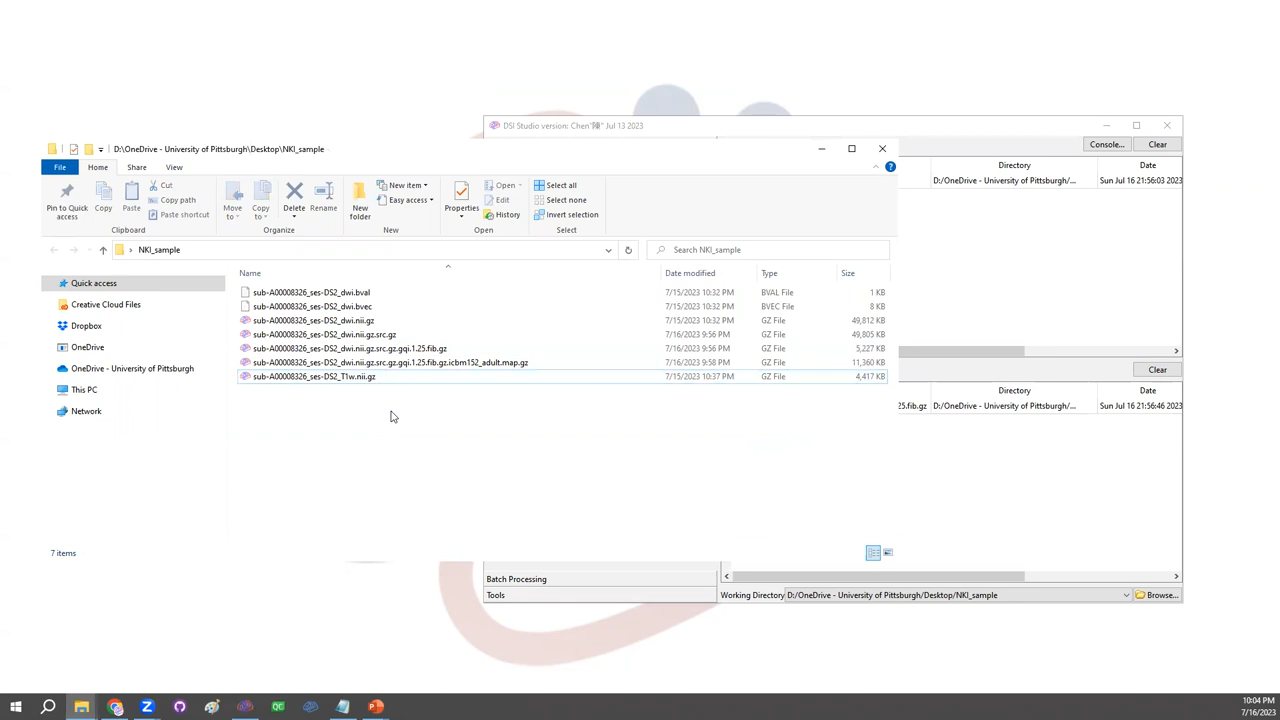 DSI Studio version: Chen"陳" Jul 13 2023
D:\OneDrive - University of Pittsburgh\Desktop\NKI_sample
Console...
Clear
File
Home
Share
View
Directory
Date
D:/OneDrive - University of Pittsburgh/...
Sun Jul 16 21:56:03 2023
Pin to Quick access
Copy
Paste
Cut
Copy path
Paste shortcut
Clipboard
Move to
Copy to
Delete
Rename
Organize
New folder
New item
Easy access
New
Properties
Open
Edit
History
Open
Select all
Select none
Invert selection
Select
NKI_sample
Search NKI_sample
Name
Date modified
Type
Size
Quick access
Creative Cloud Files
Dropbox
OneDrive
OneDrive - University of Pittsburgh
This PC
Network
sub-A00008326_ses-DS2_dwi.bval 7/15/2023 10:32 PM BVAL File 1 KB
sub-A00008326_ses-DS2_dwi.bvec 7/15/2023 10:32 PM BVEC File 8 KB
sub-A00008326_ses-DS2_dwi.nii.gz 7/15/2023 10:32 PM GZ File 49,812 KB
sub-A00008326_ses-DS2_dwi.nii.gz.src.gz 7/16/2023 9:56 PM GZ File 49,805 KB
sub-A00008326_ses-DS2_dwi.nii.gz.src.gz.gqi.1.25.fib.gz 7/16/2023 9:56 PM GZ File 5,227 KB
sub-A00008326_ses-DS2_dwi.nii.gz.src.gz.gqi.1.25.fib.gz.icbm152_adult.map.gz 7/16/2023 9:58 PM GZ File 11,360 KB
sub-A00008326_ses-DS2_T1w.nii.gz 7/15/2023 10:37 PM GZ File 4,417 KB
Clear
Directory
Date
25.fib.gz D:/OneDrive - University of Pittsburgh/... Sun Jul 16 21:56:46 2023
7 items
Batch Processing
Tools
Working Directory D:/OneDrive - University of Pittsburgh/Desktop/NKI_sample
Browse...
QC
10:04 PM
7/16/2023